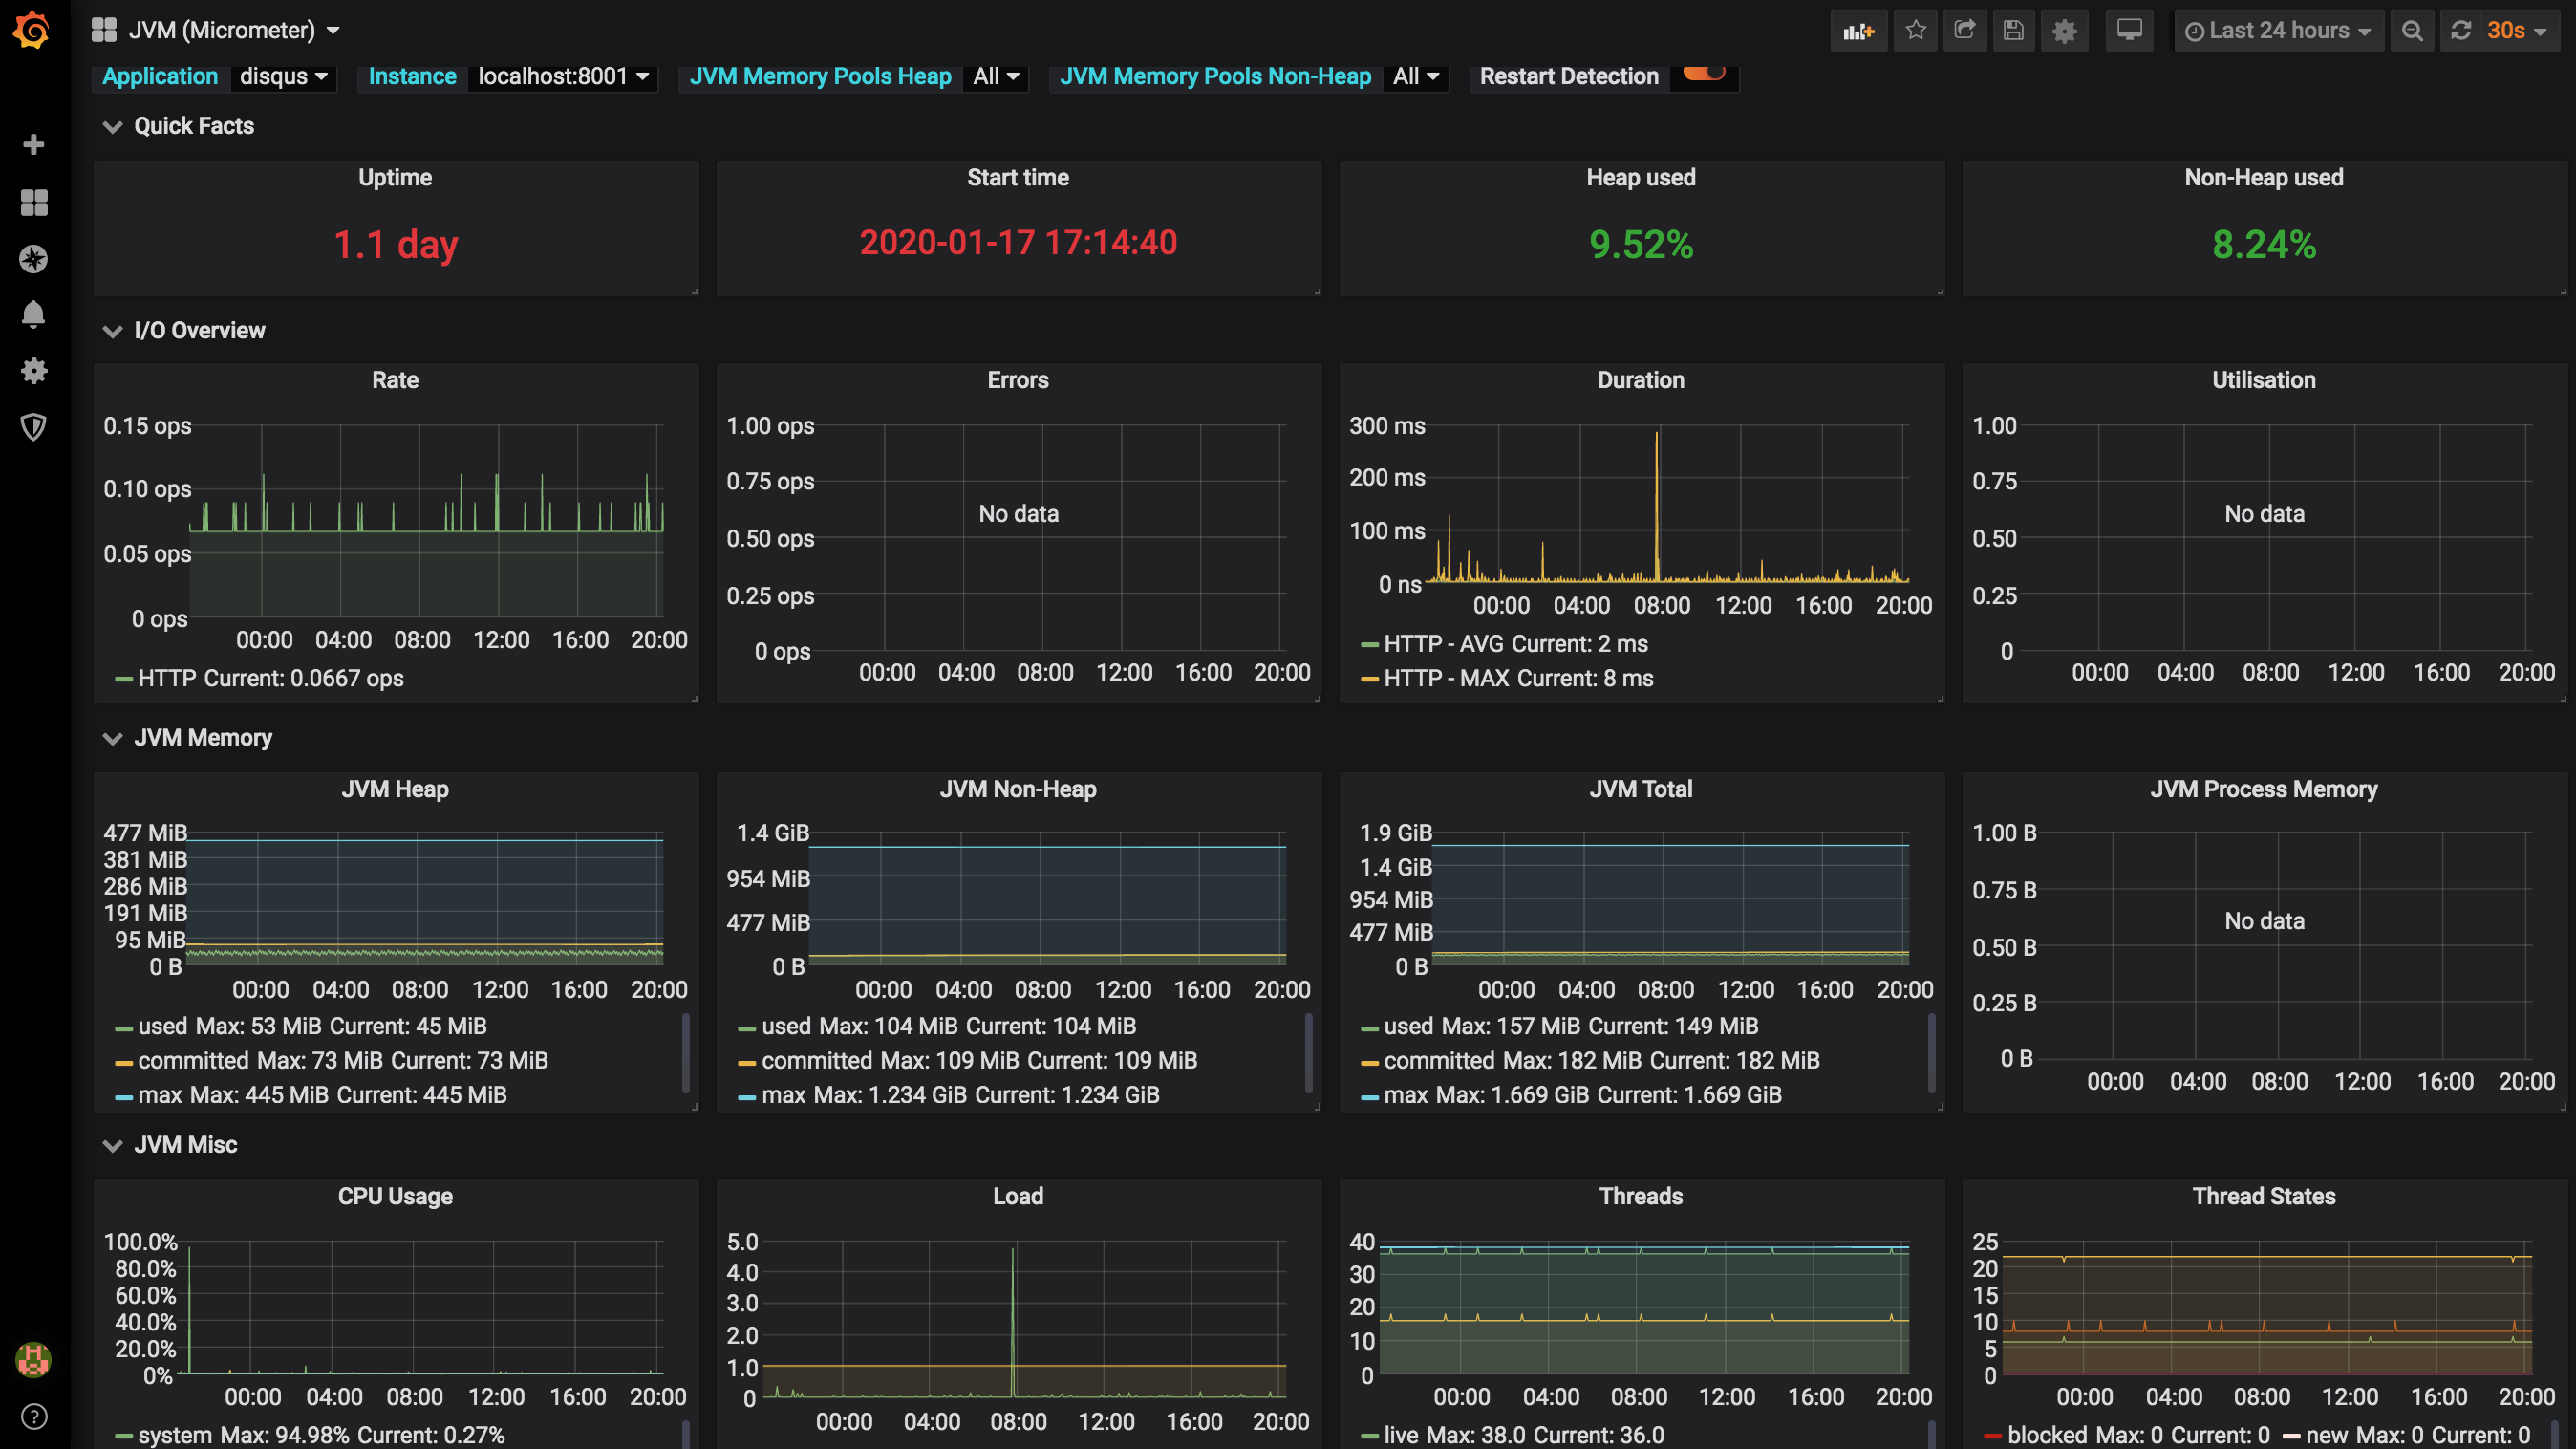 JVM (Micrometer)
Last 24 hours
30s
Application disqus
Instance localhost:8001
JVM Memory Pools Heap All
JVM Memory Pools Non-Heap All
Restart Detection
Quick Facts
Uptime
1.1 day
Start time
2020-01-17 17:14:40
Heap used
9.52%
Non-Heap used
8.24%
I/O Overview
Rate
0.15 ops
0.10 ops
0.05 ops
0 ops
00:00 04:00 08:00 12:00 16:00 20:00
HTTP Current: 0.0667 ops
Errors
1.00 ops
0.75 ops
0.50 ops
0.25 ops
0 ops
No data
00:00 04:00 08:00 12:00 16:00 20:00
Duration
300 ms
200 ms
100 ms
0 ns
00:00 04:00 08:00 12:00 16:00 20:00
HTTP - AVG Current: 2 ms
HTTP - MAX Current: 8 ms
Utilisation
1.00
0.75
0.50
0.25
0
No data
00:00 04:00 08:00 12:00 16:00 20:00
JVM Memory
JVM Heap
477 MiB
381 MiB
286 MiB
191 MiB
95 MiB
0 B
00:00 04:00 08:00 12:00 16:00 20:00
used Max: 53 MiB Current: 45 MiB
committed Max: 73 MiB Current: 73 MiB
max Max: 445 MiB Current: 445 MiB
JVM Non-Heap
1.4 GiB
954 MiB
477 MiB
0 B
00:00 04:00 08:00 12:00 16:00 20:00
used Max: 104 MiB Current: 104 MiB
committed Max: 109 MiB Current: 109 MiB
max Max: 1.234 GiB Current: 1.234 GiB
JVM Total
1.9 GiB
1.4 GiB
954 MiB
477 MiB
0 B
00:00 04:00 08:00 12:00 16:00 20:00
used Max: 157 MiB Current: 149 MiB
committed Max: 182 MiB Current: 182 MiB
max Max: 1.669 GiB Current: 1.669 GiB
JVM Process Memory
1.00 B
0.75 B
0.50 B
0.25 B
0 B
No data
00:00 04:00 08:00 12:00 16:00 20:00
JVM Misc
CPU Usage
100.0%
80.0%
60.0%
40.0%
20.0%
0%
00:00 04:00 08:00 12:00 16:00 20:00
system Max: 94.98% Current: 0.27%
Load
5.0
4.0
3.0
2.0
1.0
0
00:00 04:00 08:00 12:00 16:00 20:00
Threads
40
30
20
10
0
00:00 04:00 08:00 12:00 16:00 20:00
live Max: 38.0 Current: 36.0
Thread States
25
20
15
10
5
0
00:00 04:00 08:00 12:00 16:00 20:00
blocked Max: 0 Current: 0 new Max: 0 Current: 0